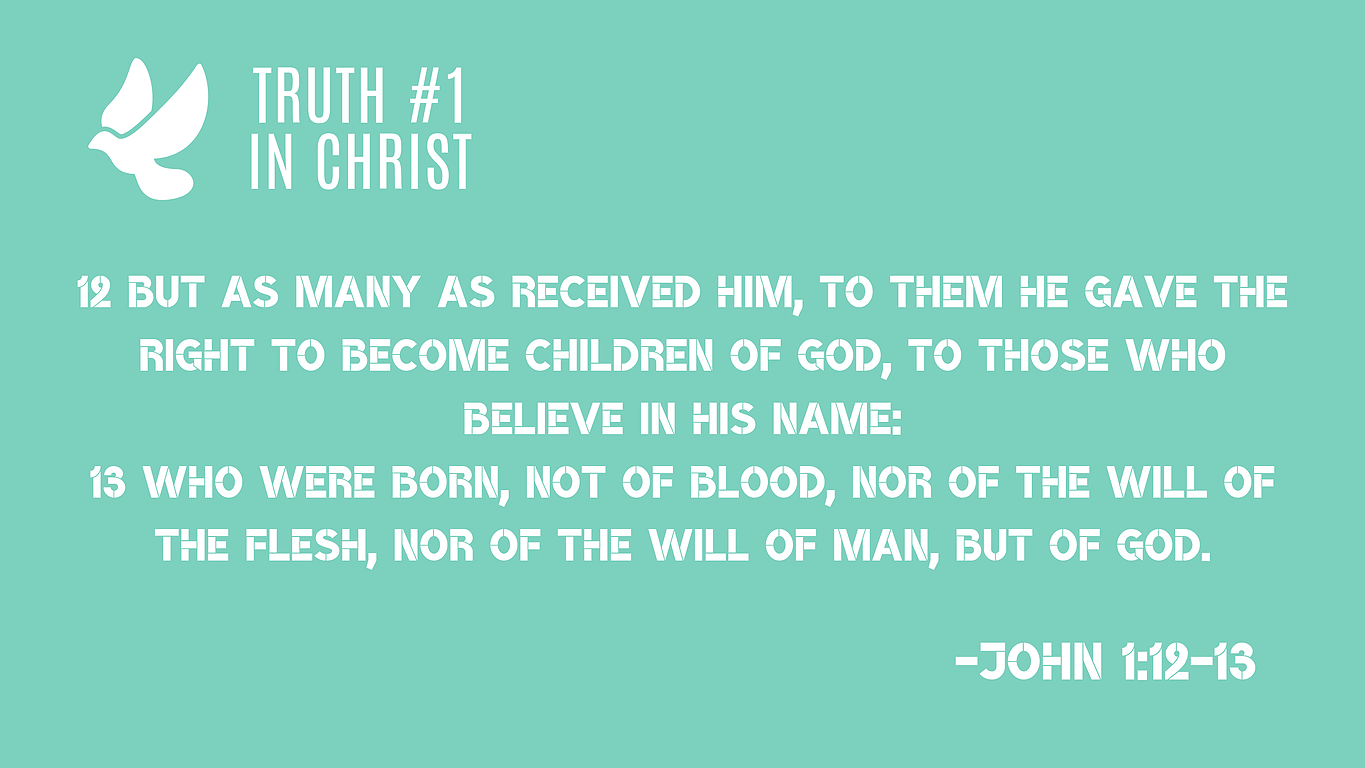 TRUTH #1
IN CHRIST
12 BUT AS MANY AS RECEIVED HIM, TO THEM HE GAVE THE
RIGHT TO BECOME CHILDREN OF GOD, TO THOSE WHO
BELIEVE IN HIS NAME:
13 WHO WERE BORN, NOT OF BLOOD, NOR OF THE WILL OF
THE FLESH, NOR OF THE WILL OF MAN, BUT OF GOD.
-JOHN 1:12-13